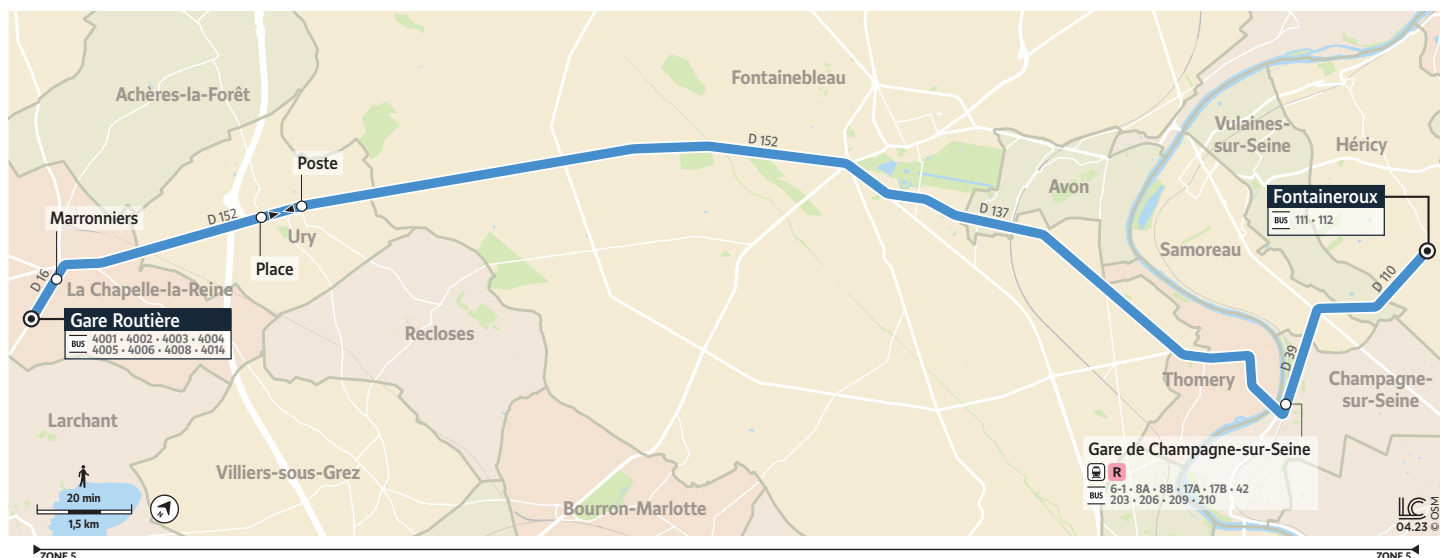 Achères-la-Forêt
Fontainebleau
D 152
Vulaines-
sur-Seine
Héricy
Poste
Avon
Fontaineroux
BUS 111 • 112
Marronniers
D 152
Ury
D 137
Samoreau
Place
D 16
La Chapelle-la-Reine
D 110
Gare Routière
BUS 4001 • 4002 • 4003 • 4004
4005 • 4006 • 4008 • 4014
Recloses
D 39
Thomery
Champagne-
sur-Seine
Larchant
Gare de Champagne-sur-Seine
R
BUS 6-1 • 8A • 8B • 17A • 17B • 42
203 • 206 • 209 • 210
Villiers-sous-Grez
Bourron-Marlotte
20 min
1,5 km
N
LC
04.23 © OSM
ZONE 5
ZONE 5